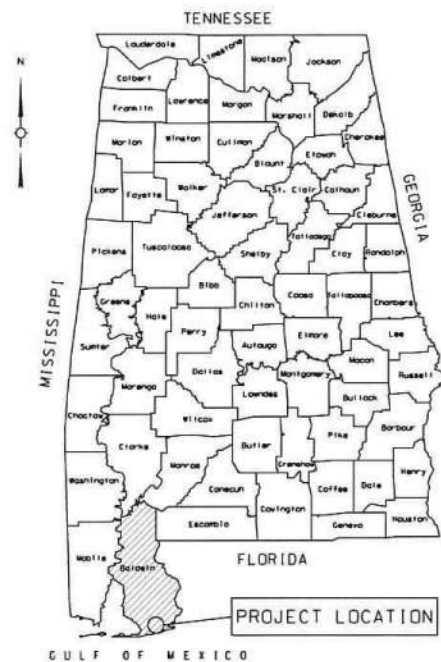 TENNESSEE
Lauderdale
Limestone
Madison
Jackson
Colbert
N
Franklin
Lawrence
Morgan
Marshall
Dekalb
Cherokee
Marion
Winston
Cullman
Etowah
Blount
Lamar
Fayette
Walker
St. Clair
Calhoun
GEORGIA
Jefferson
Cleburne
Talladega
Pickens
Tuscaloosa
Shelby
Clay
Randolph
Bibb
MISSISSIPPI
Greene
Hale
Chilton
Coosa
Tallapoosa
Chambers
Perry
Sumter
Autauga
Elmore
Lee
Macon
Dallas
Montgomery
Russell
Marengo
Lowndes
Bullock
Choctaw
Wilcox
Barbour
Clarke
Butler
Pike
Monroe
Crenshaw
Henry
Washington
Conecuh
Coffee
Dale
Covington
Escambia
Geneva
Houston
Mobile
Baldwin
FLORIDA
PROJECT LOCATION
GULF OF MEXICO